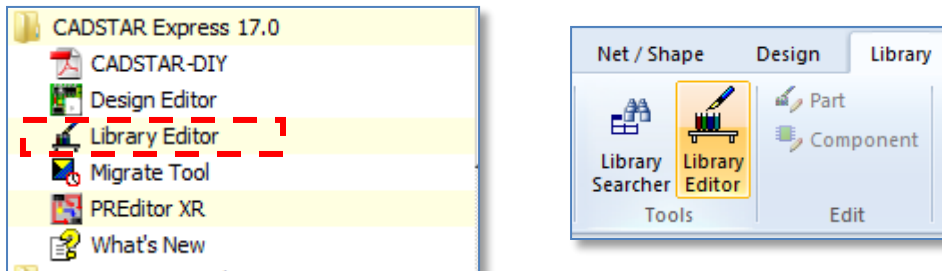 CADSTAR Express 17.0
CADSTAR-DIY
Design Editor
Library Editor
Migrate Tool
PREditor XR
What's New
Net / Shape Design Library
Library
Searcher
Library
Editor
Part
Component
Tools
Edit